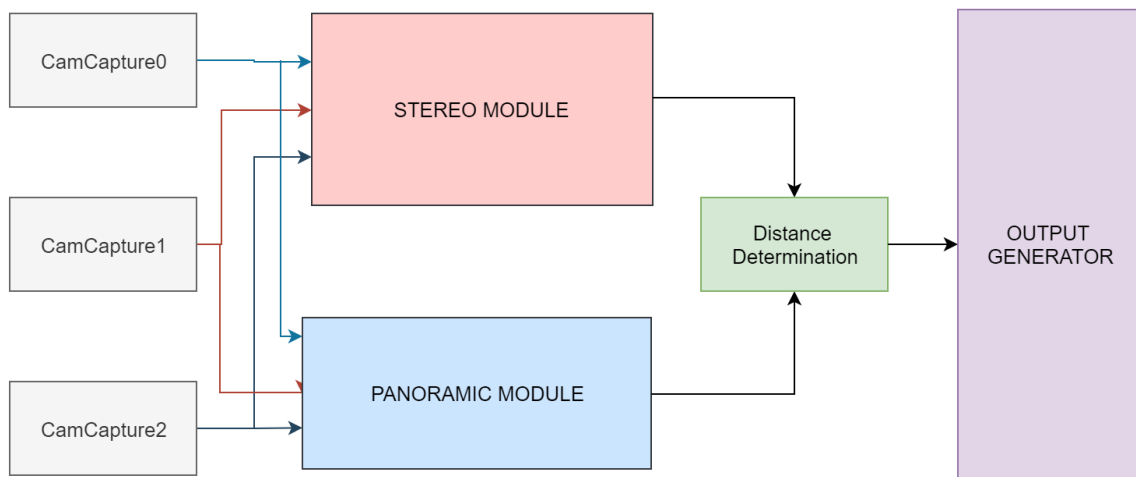 CamCapture0
STEREO MODULE
CamCapture1
Distance
Determination
OUTPUT
GENERATOR
PANORAMIC MODULE
CamCapture2